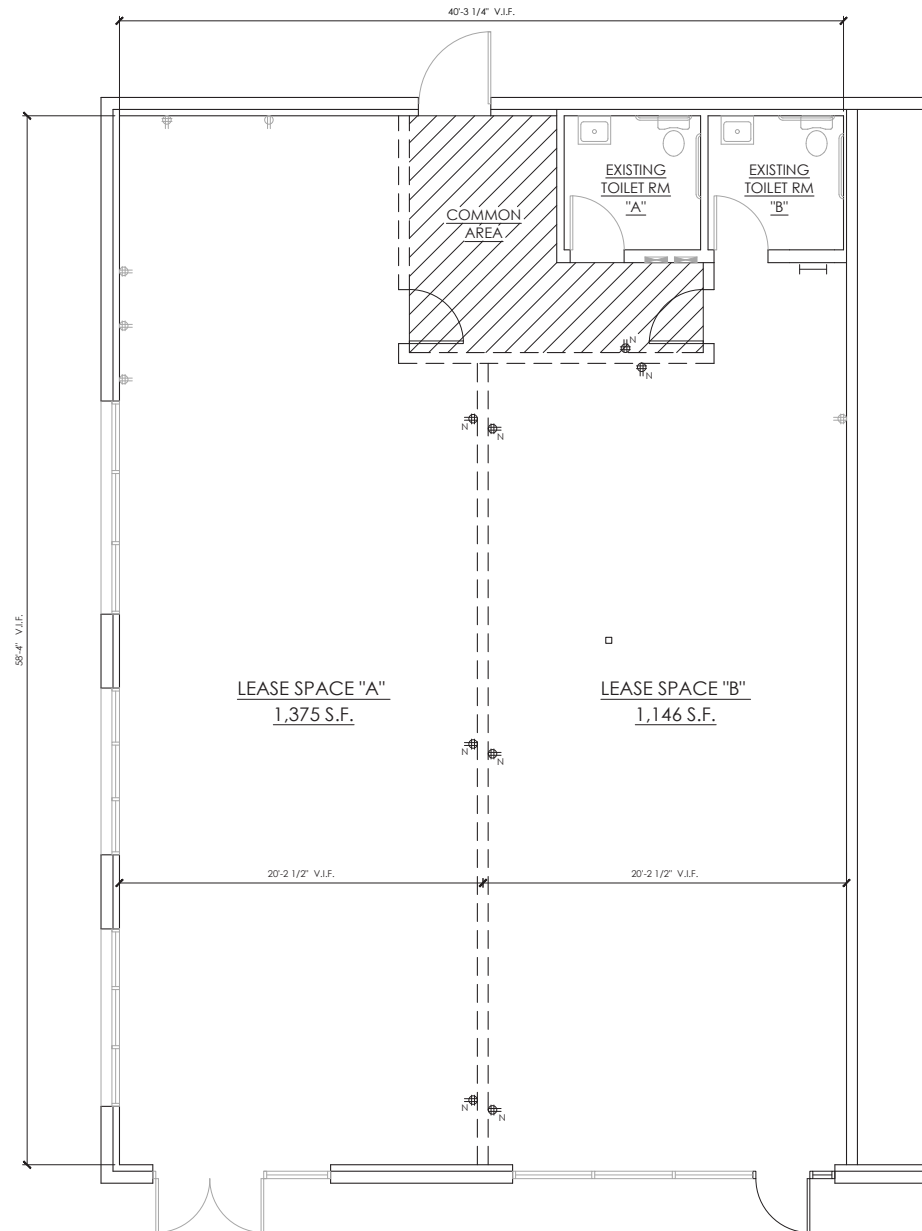 40'-3 1/4" V.I.F.
EXISTING
TOILET RM
"A"
EXISTING
TOILET RM
"B"
COMMON
AREA
N
N
N
N
58'-4" V.I.F.
LEASE SPACE "A"
1,375 S.F.
LEASE SPACE "B"
1,146 S.F.
N
N
20'-2 1/2" V.I.F.
20'-2 1/2" V.I.F.
N
N